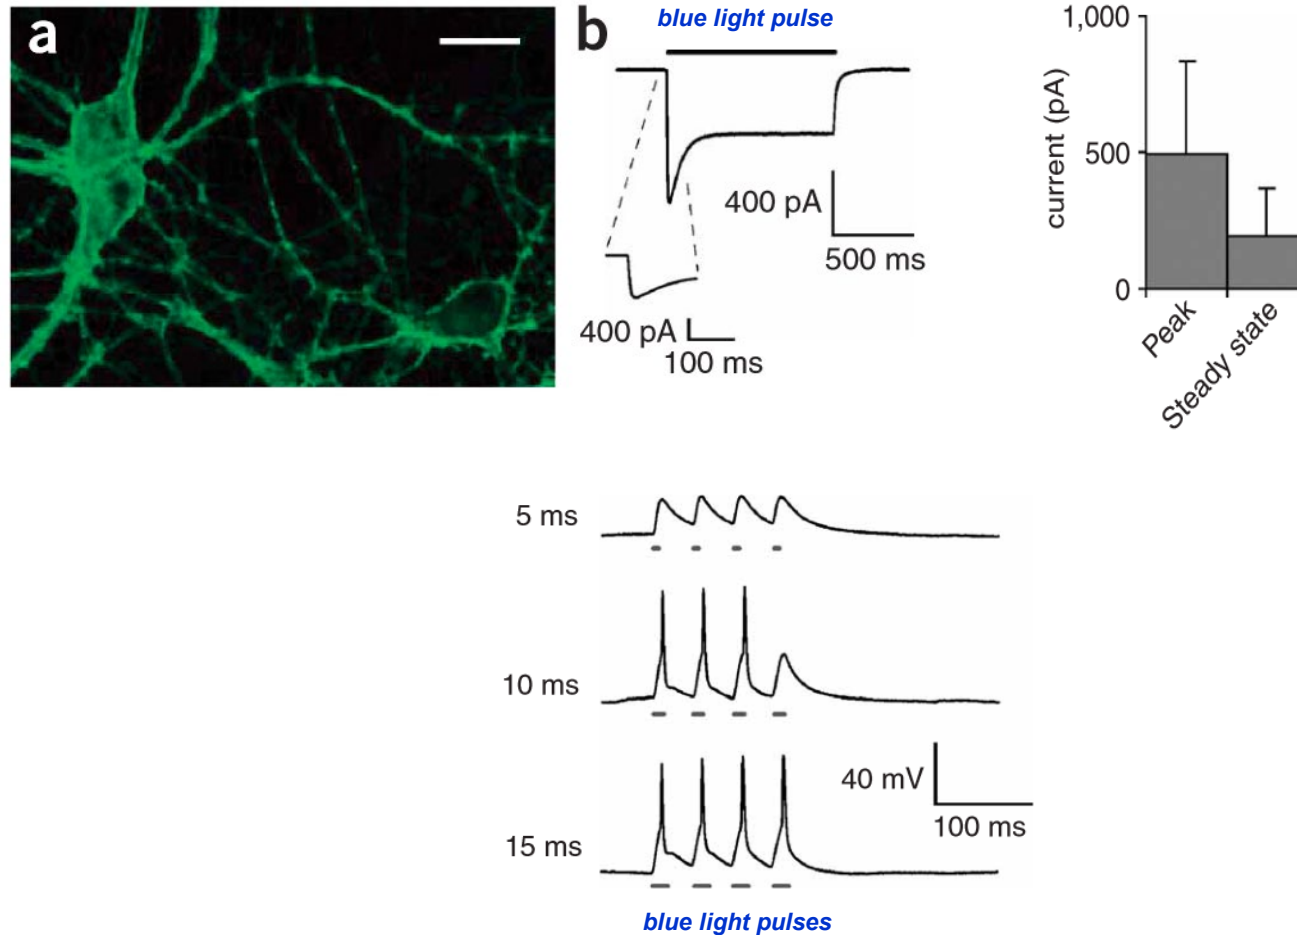 a
b
blue light pulse
400 pA
500 ms
400 pA
100 ms
1,000
500
0
current (pA)
Peak
Steady state
5 ms
10 ms
15 ms
40 mV
100 ms
blue light pulses